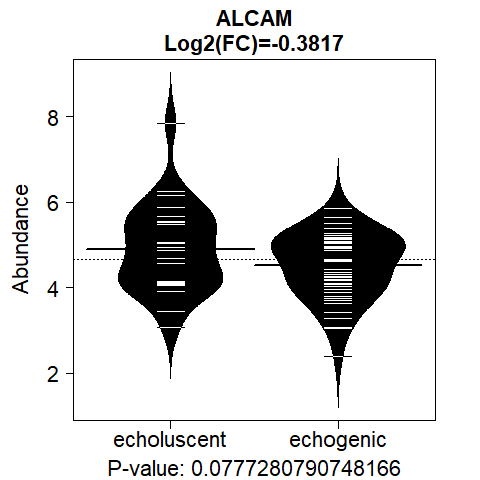 ALCAM
Log2(FC)=-0.3817
Abundance
8
6
4
2
echoluscent echogenic
P-value: 0.0777280790748166